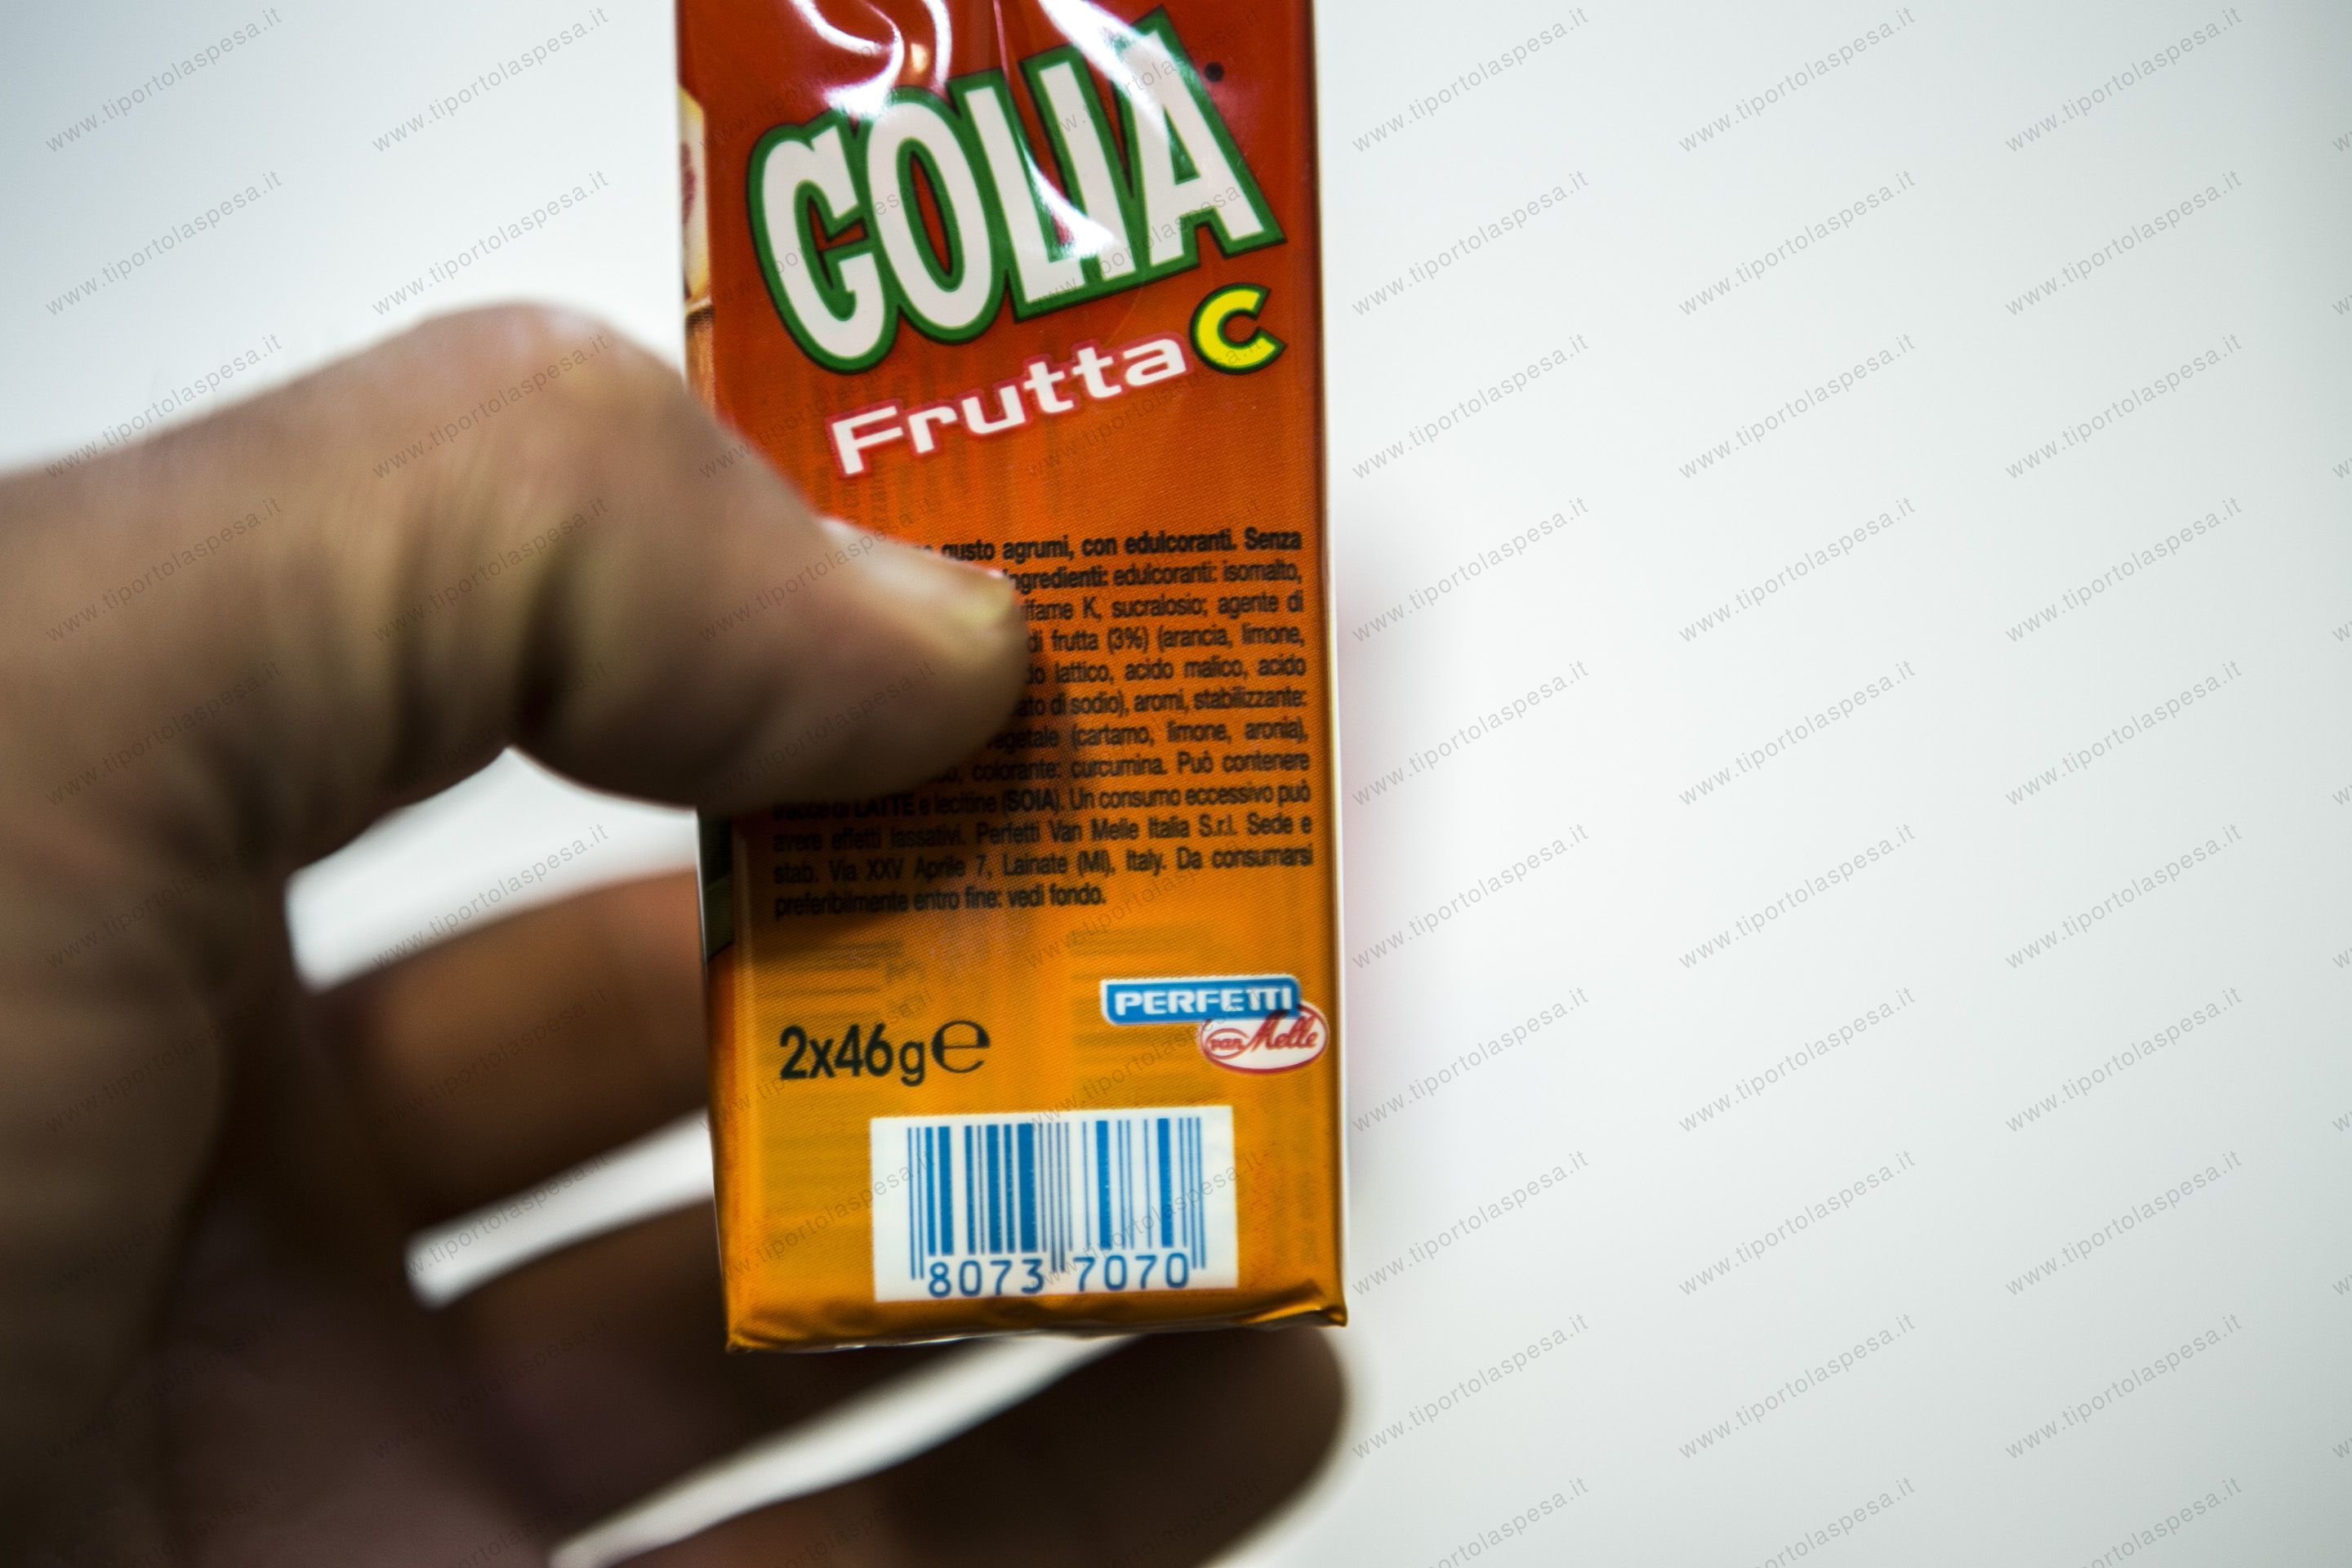 GOLIA
Frutta C
gusto agrumi, con edulcoranti. Senza
Ingredienti: edulcoranti: isomalto,
K, sucralosio; agente di
di frutta (3%) (arancia, limone,
lattico, acido malico, acido
di sodio), aromi, stabilizzante:
vegetale (cartamo, limone, aronia),
colorante: curcumina. Può contenere
tracce di LATTE e lecitine (SOIA). Un consumo eccessivo può
avere effetti lassativi. Perfetti Van Melle Italia S.r.l. Sede e
stab. Via XXV Aprile 7, Lainate (MI), Italy. Da consumarsi
preferibilmente entro fine: vedi fondo.
PERFETTI
van Melle
2x46g℮
8073 7070
www.tiportolaspesa.it